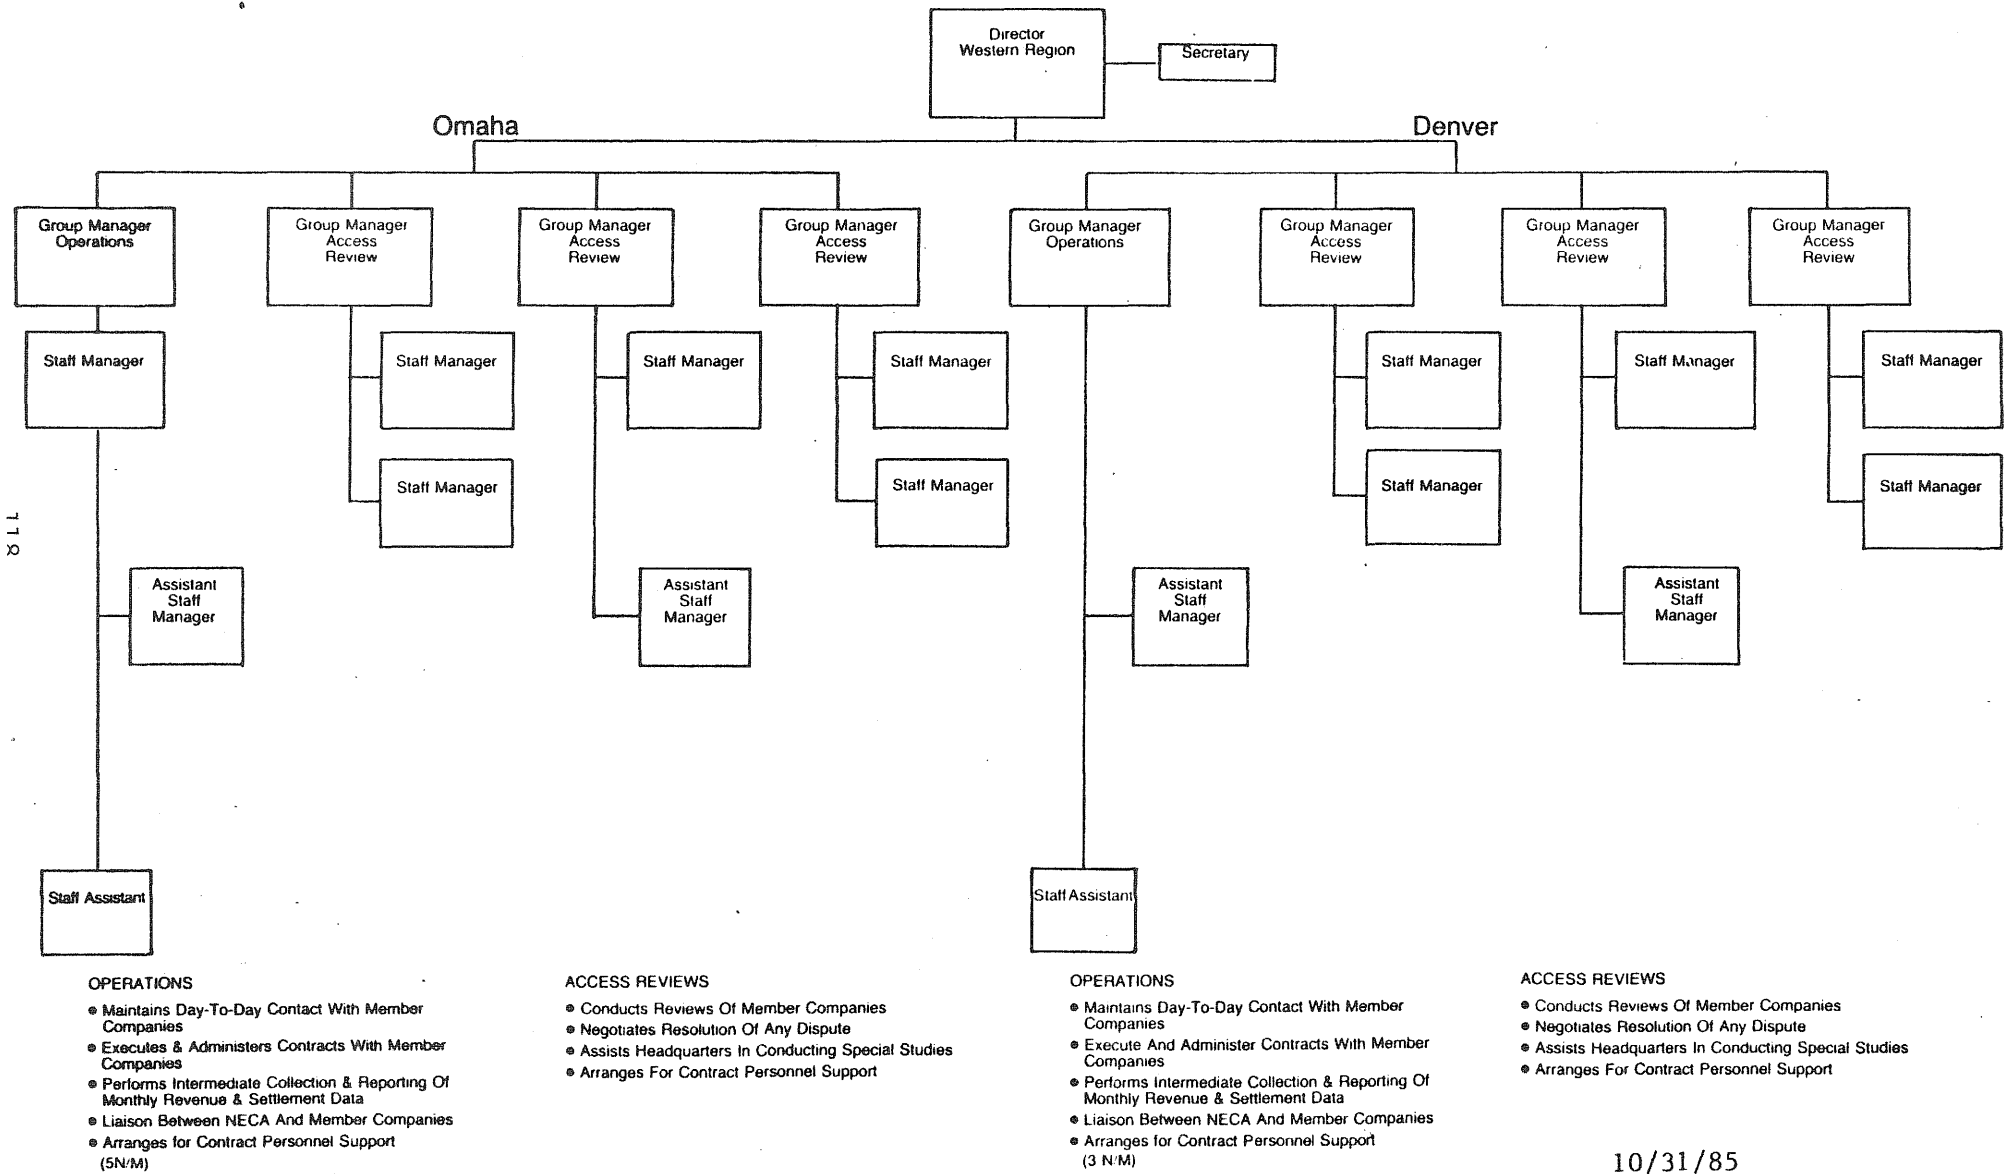 Director
Western Region
Secretary
Omaha
Denver
Group Manager
Operations
Group Manager
Access
Review
Group Manager
Access
Review
Group Manager
Access
Review
Group Manager
Operations
Group Manager
Access
Review
Group Manager
Access
Review
Group Manager
Access
Review
Staff Manager
Staff Manager
Staff Manager
Staff Manager
Staff Manager
Staff Manager
Staff Manager
Staff Manager
Staff Manager
Staff Manager
Staff Manager
118
Assistant
Staff
Manager
Assistant
Staff
Manager
Assistant
Staff
Manager
Assistant
Staff
Manager
Staff Assistant
Staff Assistant
OPERATIONS
• Maintains Day-To-Day Contact With Member
Companies
• Executes & Administers Contracts With Member
Companies
• Performs Intermediate Collection & Reporting Of
Monthly Revenue & Settlement Data
• Liaison Between NECA And Member Companies
• Arranges for Contract Personnel Support
(5N/M)
ACCESS REVIEWS
• Conducts Reviews Of Member Companies
• Negotiates Resolution Of Any Dispute
• Assists Headquarters In Conducting Special Studies
• Arranges For Contract Personnel Support
OPERATIONS
• Maintains Day-To-Day Contact With Member
Companies
• Execute And Administer Contracts With Member
Companies
• Performs Intermediate Collection & Reporting Of
Monthly Revenue & Settlement Data
• Liaison Between NECA And Member Companies
• Arranges for Contract Personnel Support
(3 N/M)
ACCESS REVIEWS
• Conducts Reviews Of Member Companies
• Negotiates Resolution Of Any Dispute
• Assists Headquarters In Conducting Special Studies
• Arranges For Contract Personnel Support
10/31/85